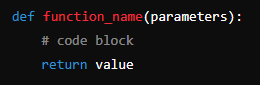 def function_name(parameters):
    # code block
    return value